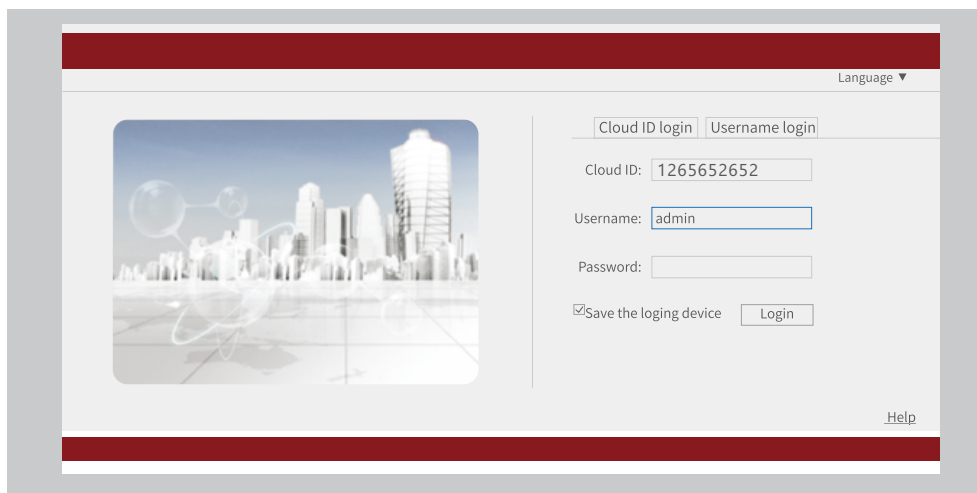 Language ▼
Cloud ID login Username login
Cloud ID: 1265652652
Username: admin
Password:
Save the loging device Login
Help